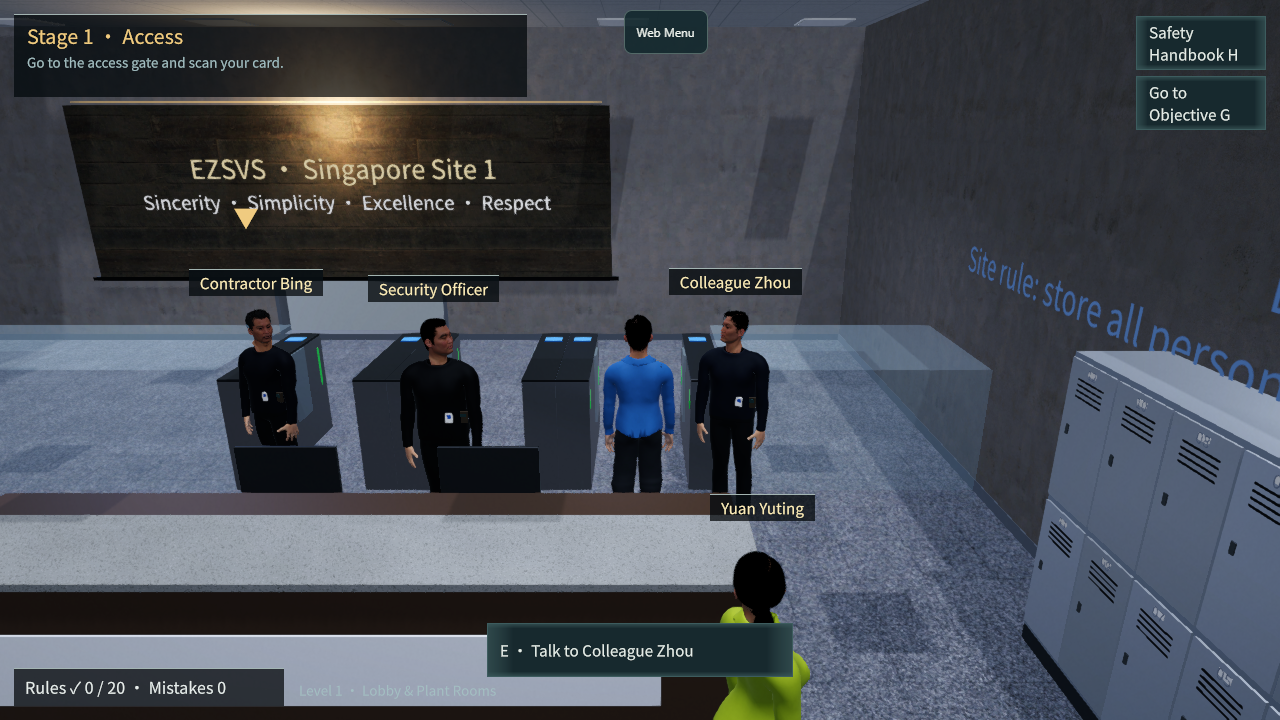 Stage 1 • Access
Go to the access gate and scan your card.
Web Menu
Safety
Handbook H
Go to
Objective G
EZSVS • Singapore Site 1
Sincerity • Simplicity • Excellence • Respect
Contractor Bing
Security Officer
Colleague Zhou
Site rule: store all person
Yuan Yuting
E • Talk to Colleague Zhou
Rules ✓ 0 / 20 • Mistakes 0
Level 1 • Lobby & Plant Rooms